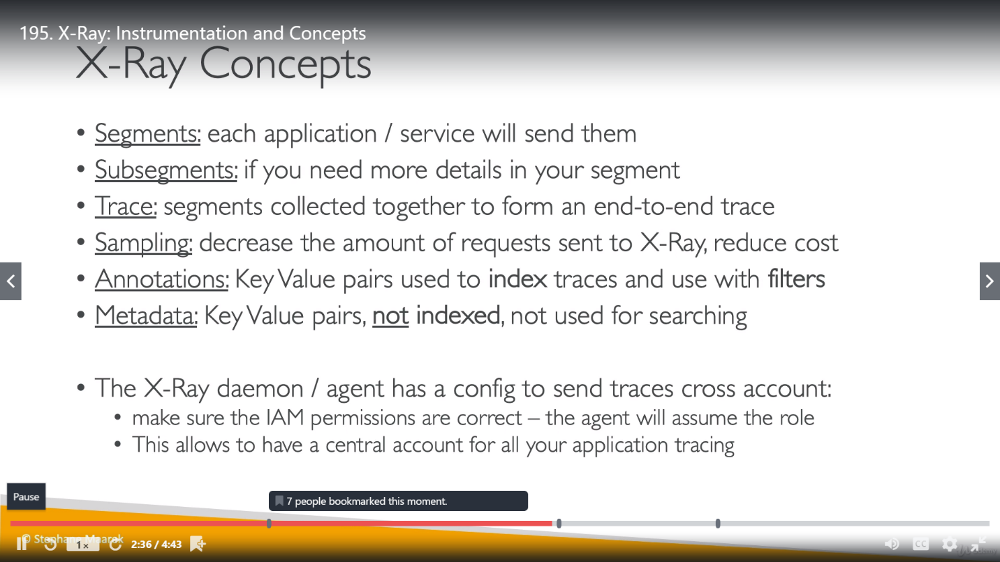 195. X-Ray: Instrumentation and Concepts
X-Ray Concepts
• Segments: each application / service will send them
• Subsegments: if you need more details in your segment
• Trace: segments collected together to form an end-to-end trace
• Sampling: decrease the amount of requests sent to X-Ray, reduce cost
• Annotations: Key Value pairs used to index traces and use with filters
• Metadata: Key Value pairs, not indexed, not used for searching
• The X-Ray daemon / agent has a config to send traces cross account:
• make sure the IAM permissions are correct – the agent will assume the role
• This allows to have a central account for all your application tracing
Pause
7 people bookmarked this moment.
© Stephane Maarek
1x
2:36 / 4:43
CC
Udemy